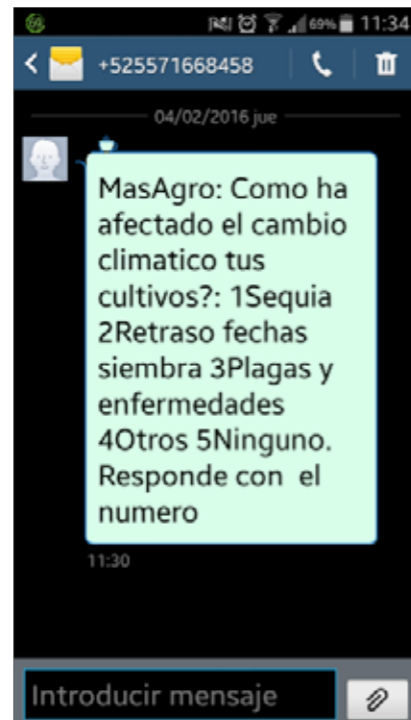 69% 11:34
+525571668458
04/02/2016 jue
MasAgro: Como ha
afectado el cambio
climatico tus
cultivos?: 1Sequia
2Retraso fechas
siembra 3Plagas y
enfermedades
4Otros 5Ninguno.
Responde con el
numero
11:30
Introducir mensaje